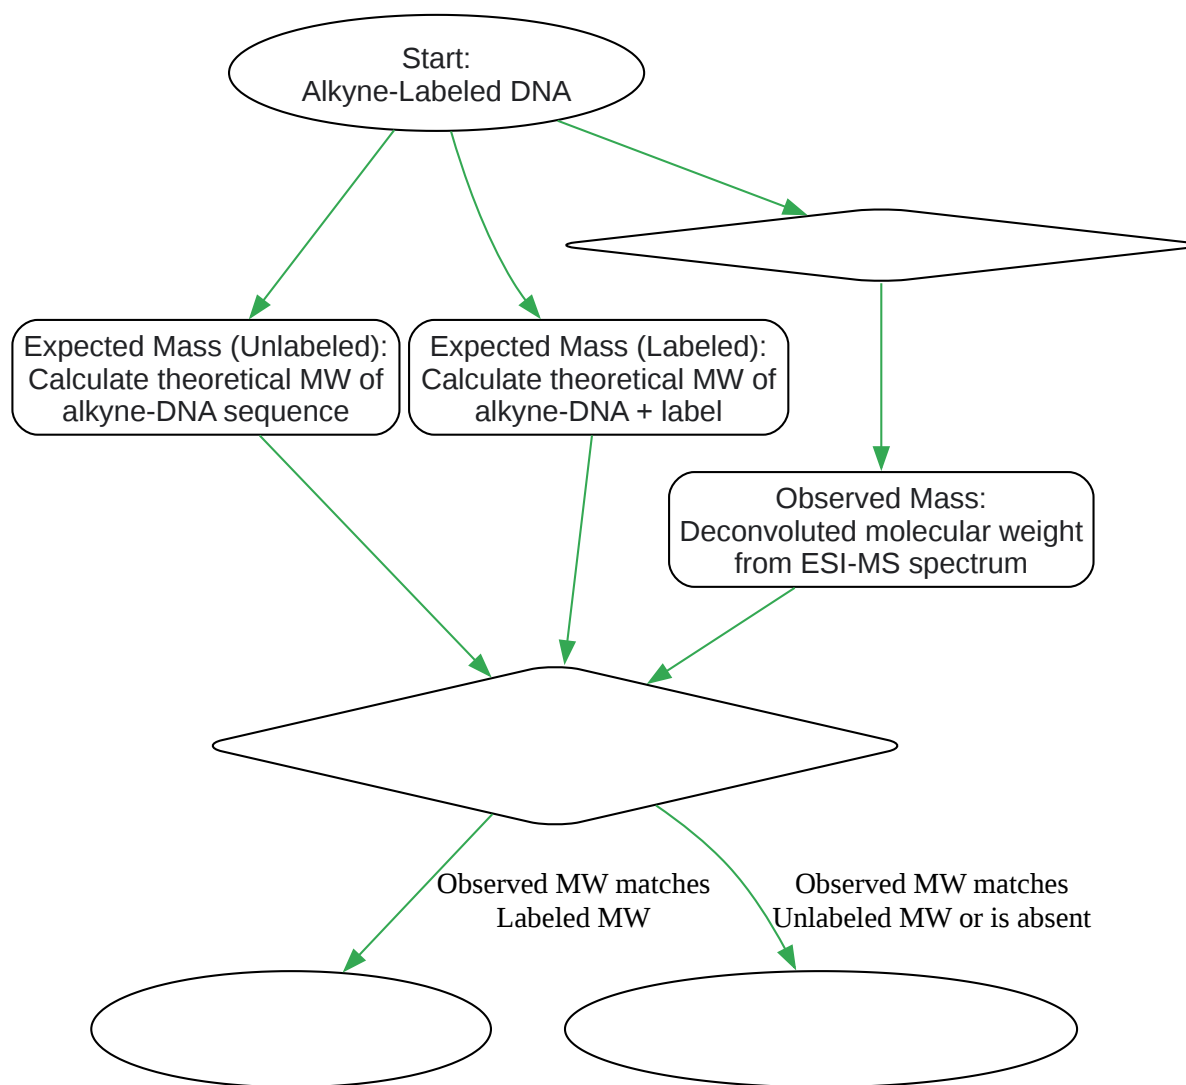 Start:
Alkyne-Labeled DNA
Expected Mass (Unlabeled):
Calculate theoretical MW of
alkyne-DNA sequence
Expected Mass (Labeled):
Calculate theoretical MW of
alkyne-DNA + label
Observed Mass:
Deconvoluted molecular weight
from ESI-MS spectrum
Observed MW matches
Labeled MW
Observed MW matches
Unlabeled MW or is absent